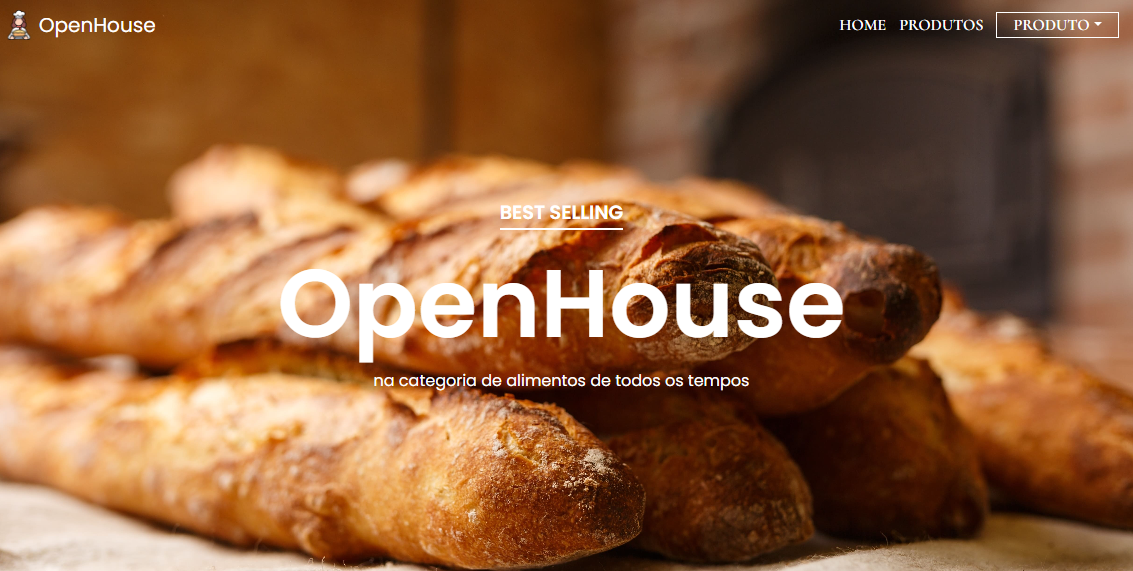 OpenHouse
HOME PRODUTOS PRODUTO
BEST SELLING
OpenHouse
na categoria de alimentos de todos os tempos